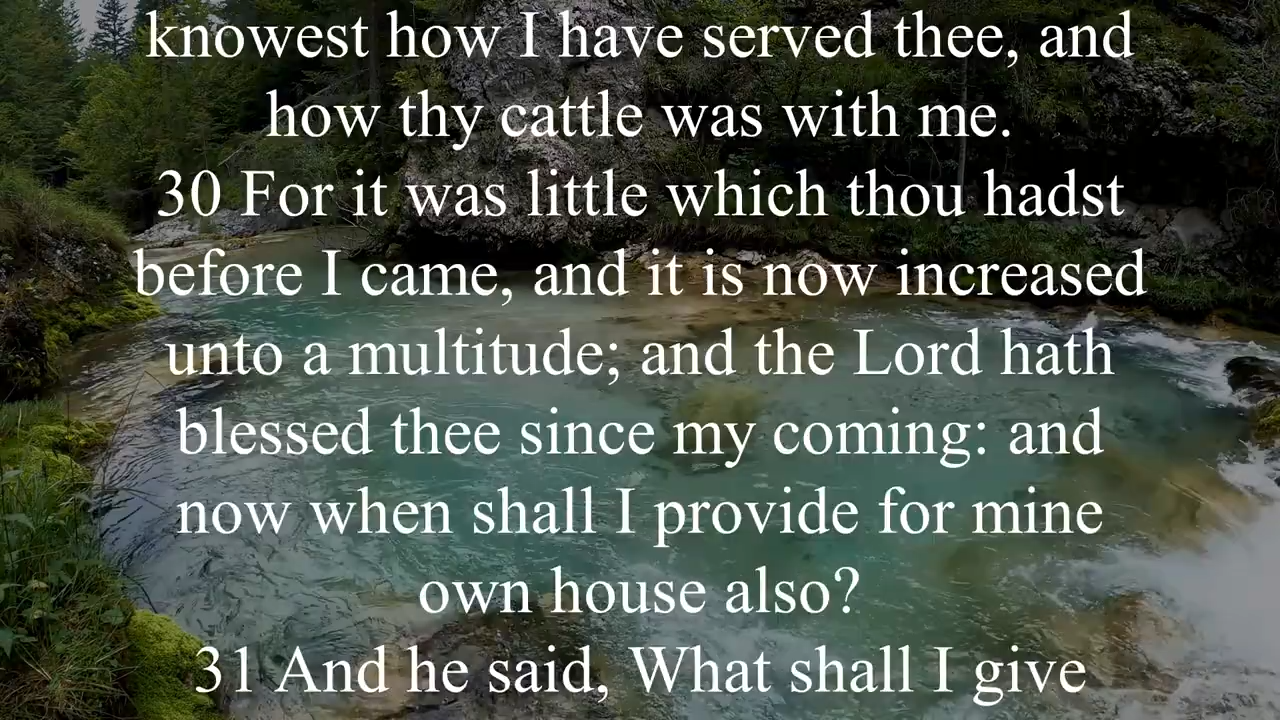 knowest how I have served thee, and
how thy cattle was with me.
30 For it was little which thou hadst
before I came, and it is now increased
unto a multitude; and the Lord hath
blessed thee since my coming: and
now when shall I provide for mine
own house also?
31 And he said, What shall I give